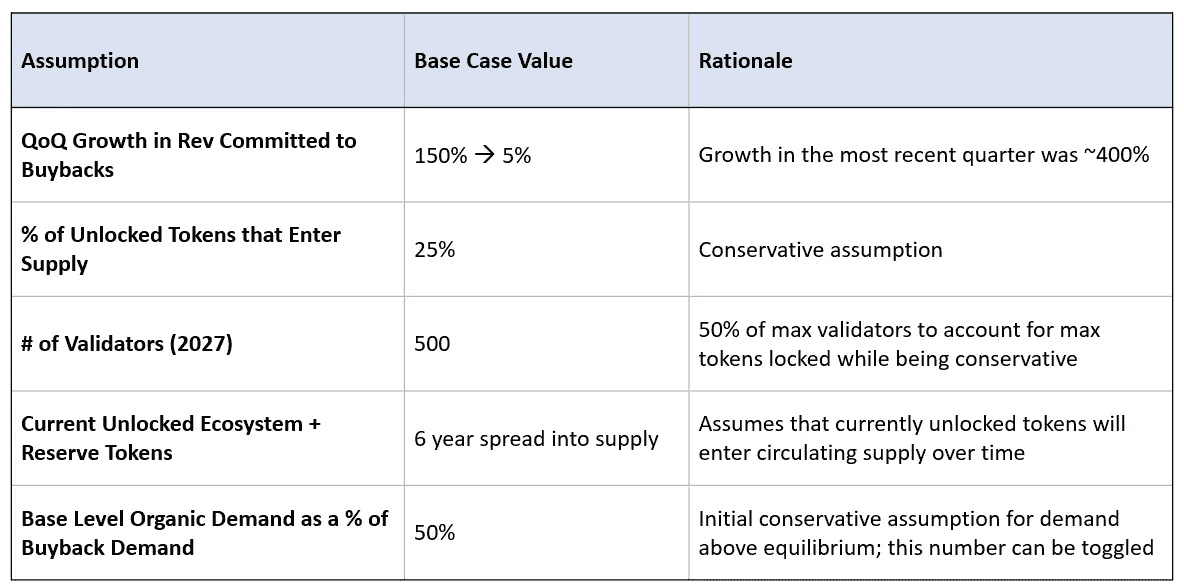 Assumption
Base Case Value
Rationale
QoQ Growth in Rev Committed to
Buybacks
150% → 5%
Growth in the most recent quarter was ~400%
% of Unlocked Tokens that Enter
Supply
25%
Conservative assumption
# of Validators (2027)
500
50% of max validators to account for max
tokens locked while being conservative
Current Unlocked Ecosystem +
Reserve Tokens
6 year spread into supply
Assumes that currently unlocked tokens will
enter circulating supply over time
Base Level Organic Demand as a % of
Buyback Demand
50%
Initial conservative assumption for demand
above equilibrium; this number can be toggled